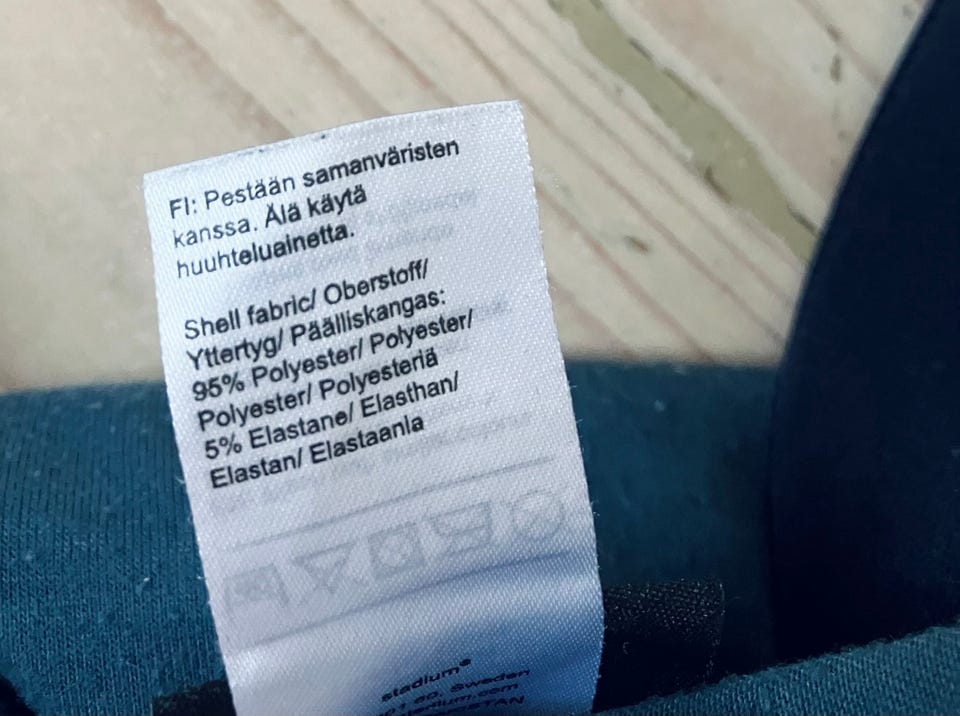 FI: Pestään samanväristen
kanssa. Älä käytä
huuhteluainetta.
Shell fabric/ Oberstoff/
Yttertyg/ Päälliskangas:
95% Polyester/ Polyester/
Polyester/ Polyesteriä
5% Elastane/ Elasthan/
Elastan/ Elastaania
stadium®
Sweden